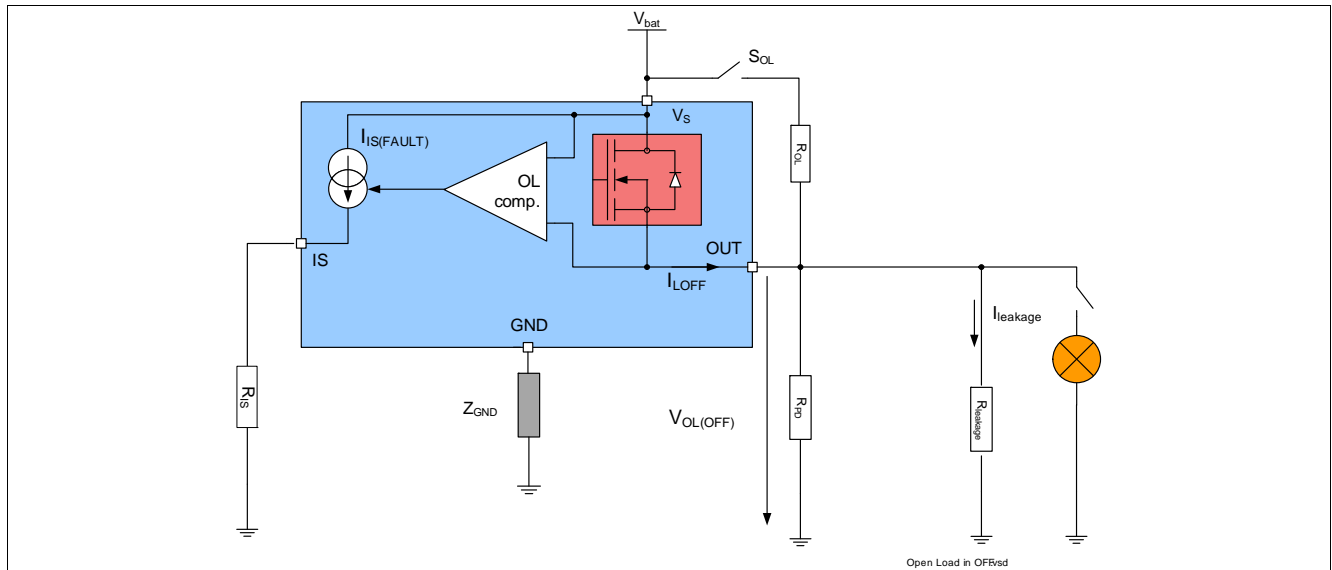 Vbat
SOL
VS
IIS(FAULT)
ROL
OL
comp.
IS
OUT
ILOFF
Ileakage
GND
RIS
ZGND
VOL(OFF)
RPD
Rleakage
Open Load in OFF.vsd